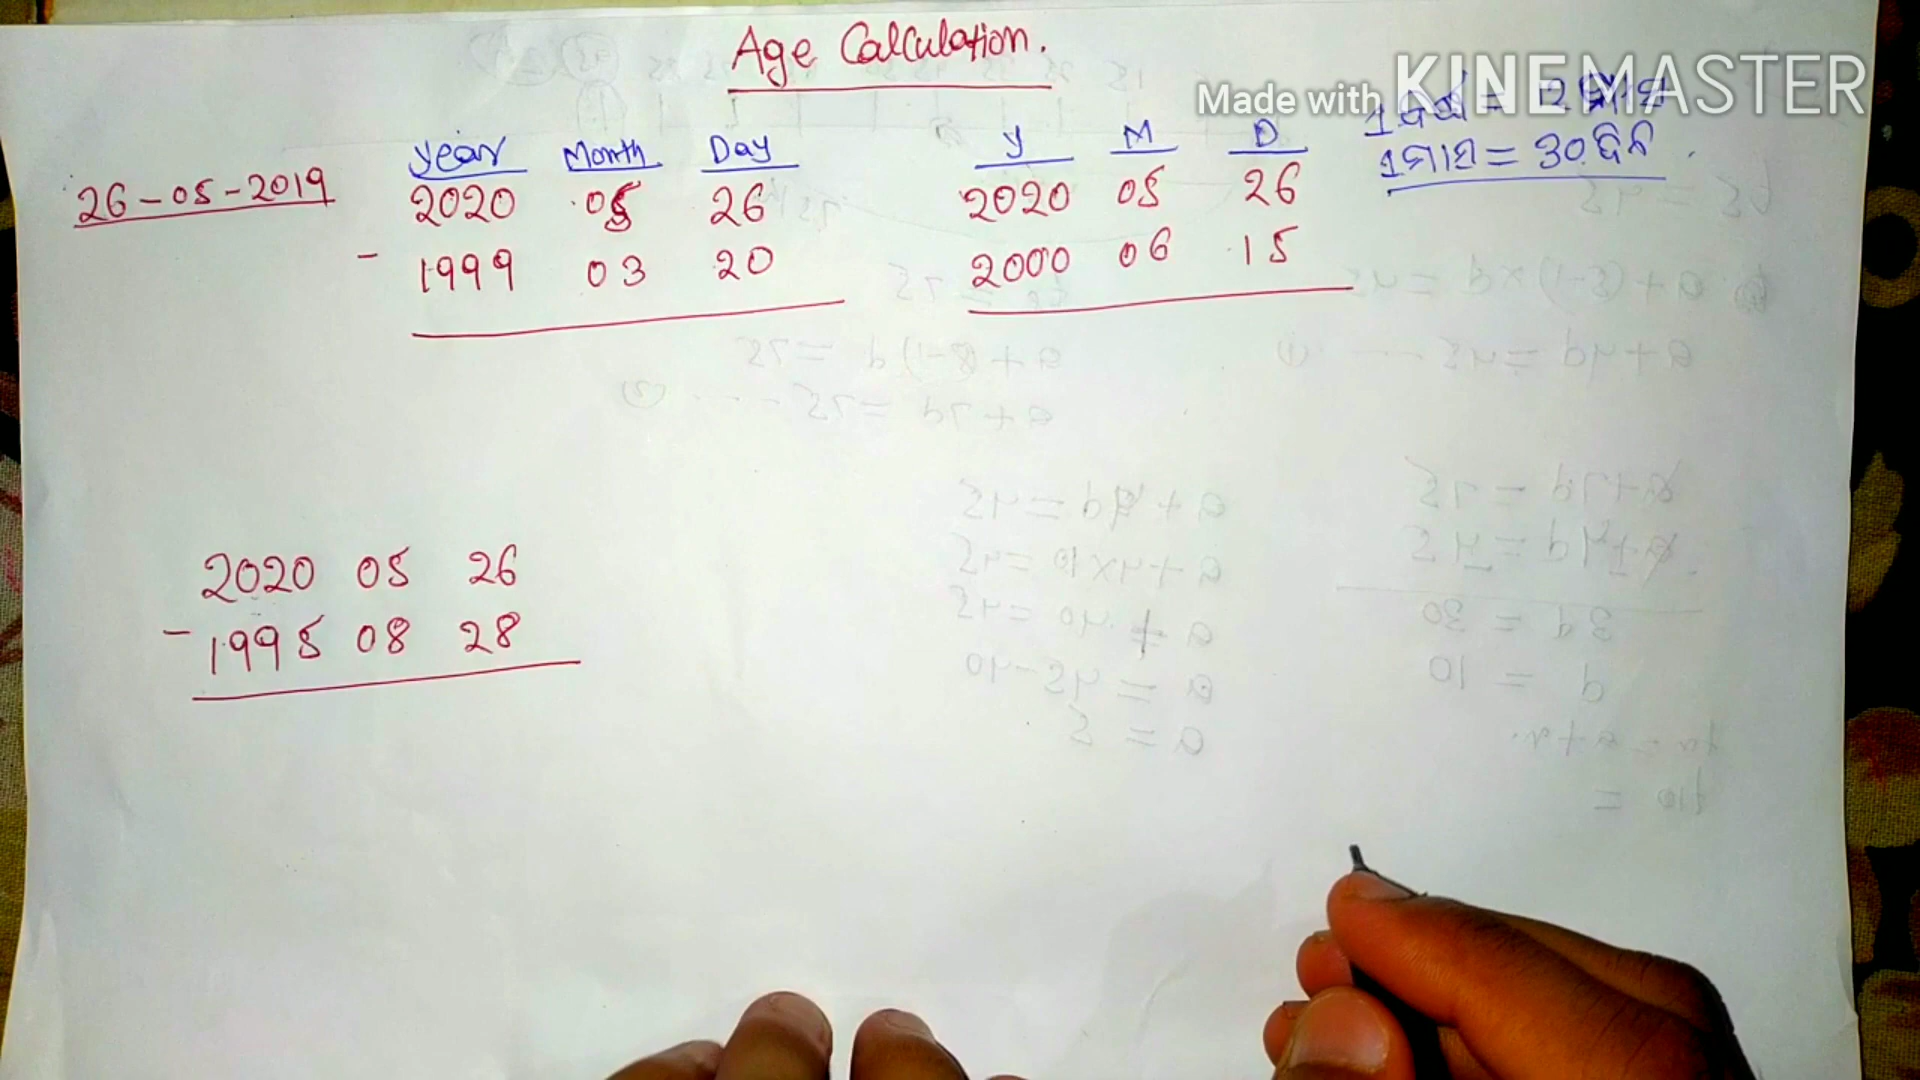 Age Calculation.
Made with KINEMASTER
1 ବର୍ଷ = ୧୨ ମାସ
1 ମାସ = 30 ଦିନ
Year Month Day
26-05-2019
2020 05 26
- 1999 03 20
Y M D
2020 05 26
2000 06 15
2020 05 26
- 1995 08 28